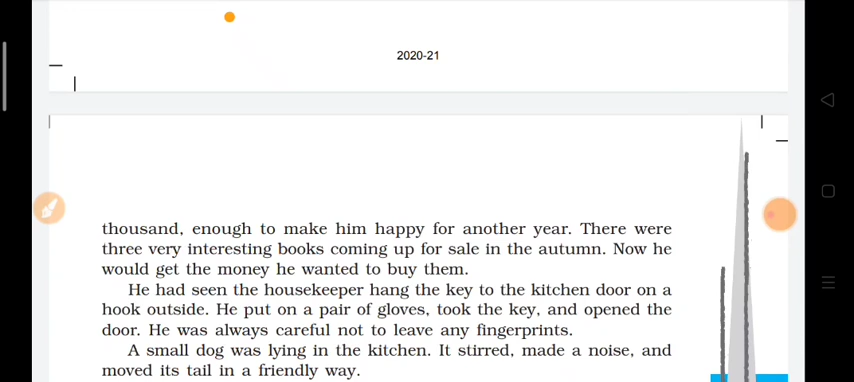 2020-21
thousand, enough to make him happy for another year. There were
three very interesting books coming up for sale in the autumn. Now he
would get the money he wanted to buy them.
He had seen the housekeeper hang the key to the kitchen door on a
hook outside. He put on a pair of gloves, took the key, and opened the
door. He was always careful not to leave any fingerprints.
A small dog was lying in the kitchen. It stirred, made a noise, and
moved its tail in a friendly way.